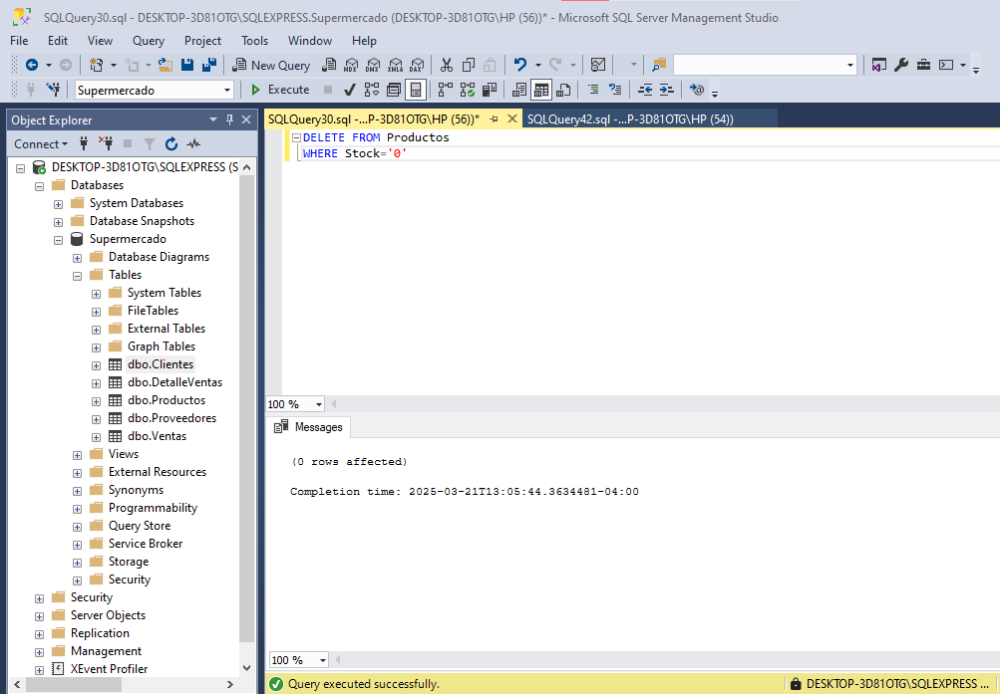 SQLQuery30.sql - DESKTOP-3D81OTG\SQLEXPRESS.Supermercado (DESKTOP-3D81OTG\HP (56))* - Microsoft SQL Server Management Studio
File Edit View Query Project Tools Window Help
New Query MDX DMX XMLA DAX
Supermercado Execute
Object Explorer
Connect
DESKTOP-3D81OTG\SQLEXPRESS (S
Databases
System Databases
Database Snapshots
Supermercado
Database Diagrams
Tables
System Tables
FileTables
External Tables
Graph Tables
dbo.Clientes
dbo.DetalleVentas
dbo.Productos
dbo.Proveedores
dbo.Ventas
Views
External Resources
Synonyms
Programmability
Query Store
Service Broker
Storage
Security
Security
Server Objects
Replication
Management
XEvent Profiler
SQLQuery30.sql -...P-3D81OTG\HP (56))* SQLQuery42.sql -...P-3D81OTG\HP (54))
DELETE FROM Productos
WHERE Stock='0'
100 %
Messages
(0 rows affected)
Completion time: 2025-03-21T13:05:44.3634481-04:00
100 %
Query executed successfully. DESKTOP-3D81OTG\SQLEXPRESS ...